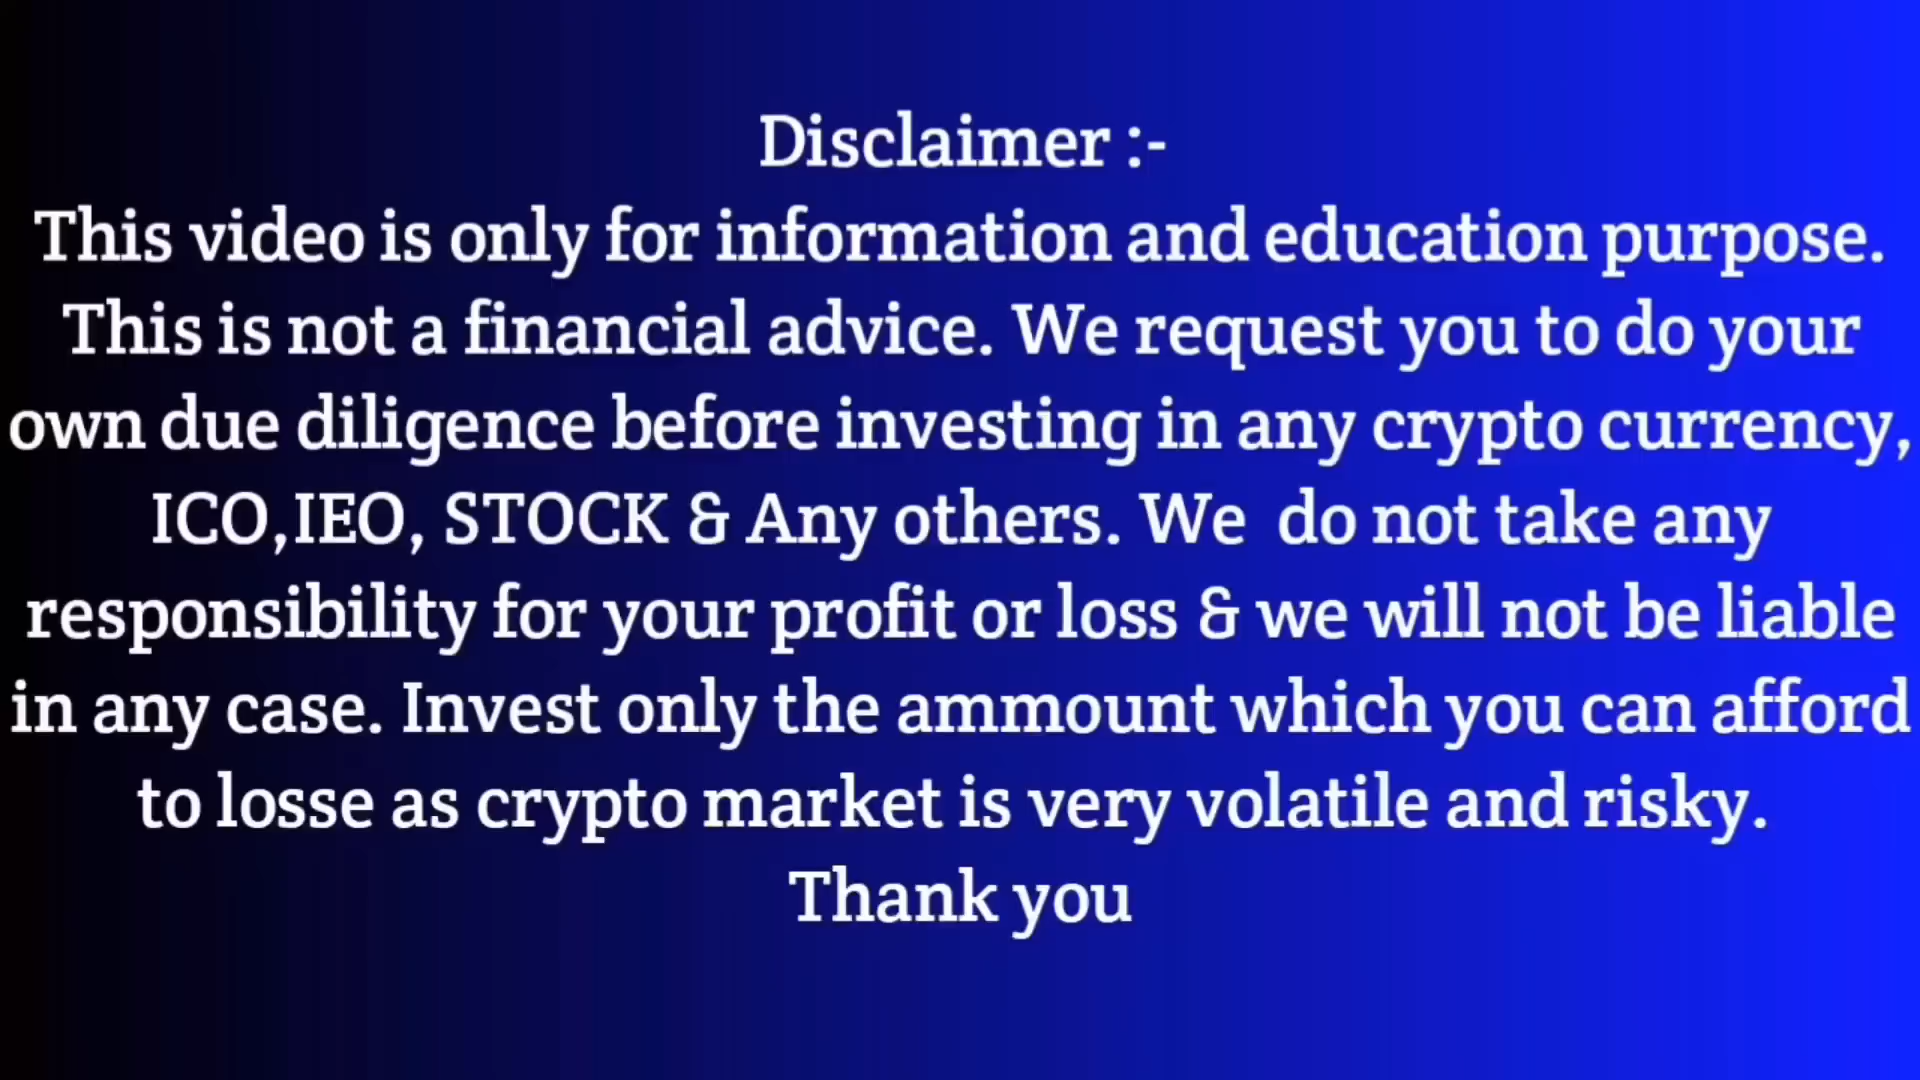 Disclaimer :-
This video is only for information and education purpose.
This is not a financial advice. We request you to do your
own due diligence before investing in any crypto currency,
ICO,IEO, STOCK & Any others. We  do not take any
responsibility for your profit or loss & we will not be liable
in any case. Invest only the ammount which you can afford
to losse as crypto market is very volatile and risky.
Thank you